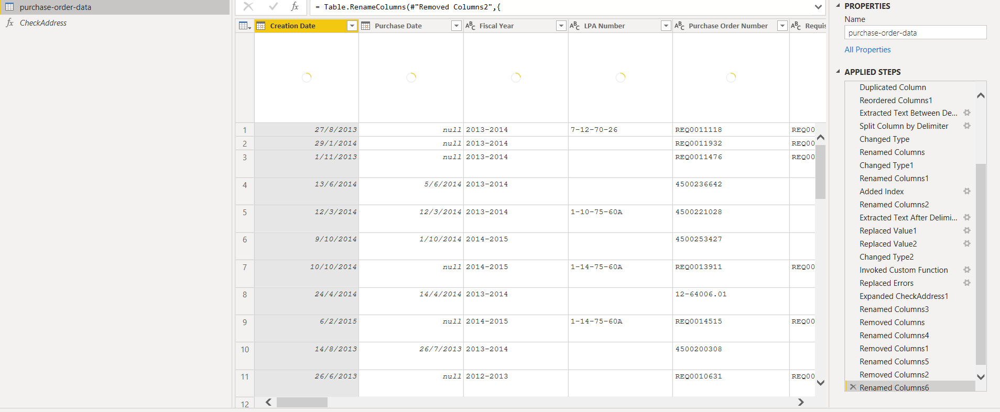 purchase-order-data
fx CheckAddress
fx = Table.RenameColumns(#"Removed Columns2",{
Creation Date Purchase Date ABC Fiscal Year ABC LPA Number ABC Purchase Order Number ABC Requis
1 27/8/2013 null 2013-2014 7-12-70-26 REQ0011118 REQ00
2 29/1/2014 null 2013-2014 REQ0011932 REQ00
3 1/11/2013 null 2013-2014 REQ0011476 REQ00
4 13/6/2014 5/6/2014 2013-2014 4500236642
5 12/3/2014 12/3/2014 2013-2014 1-10-75-60A 4500221028
6 9/10/2014 1/10/2014 2014-2015 4500253427
7 10/10/2014 null 2014-2015 1-14-75-60A REQ0013911 REQ00
8 24/4/2014 14/4/2014 2013-2014 12-64006.01
9 6/2/2015 null 2014-2015 1-14-75-60A REQ0014515 REQ00
10 14/8/2013 26/7/2013 2013-2014 4500200308
11 26/6/2013 null 2012-2013 REQ0010631 REQ00
12
PROPERTIES
Name
purchase-order-data
All Properties
APPLIED STEPS
Duplicated Column
Reordered Columns1
Extracted Text Between De...
Split Column by Delimiter
Changed Type
Renamed Columns
Changed Type1
Renamed Columns1
Added Index
Renamed Columns2
Extracted Text After Delimi...
Replaced Value1
Replaced Value2
Changed Type2
Invoked Custom Function
Replaced Errors
Expanded CheckAddress1
Renamed Columns3
Removed Columns
Renamed Columns4
Removed Columns1
Renamed Columns5
Removed Columns2
Renamed Columns6